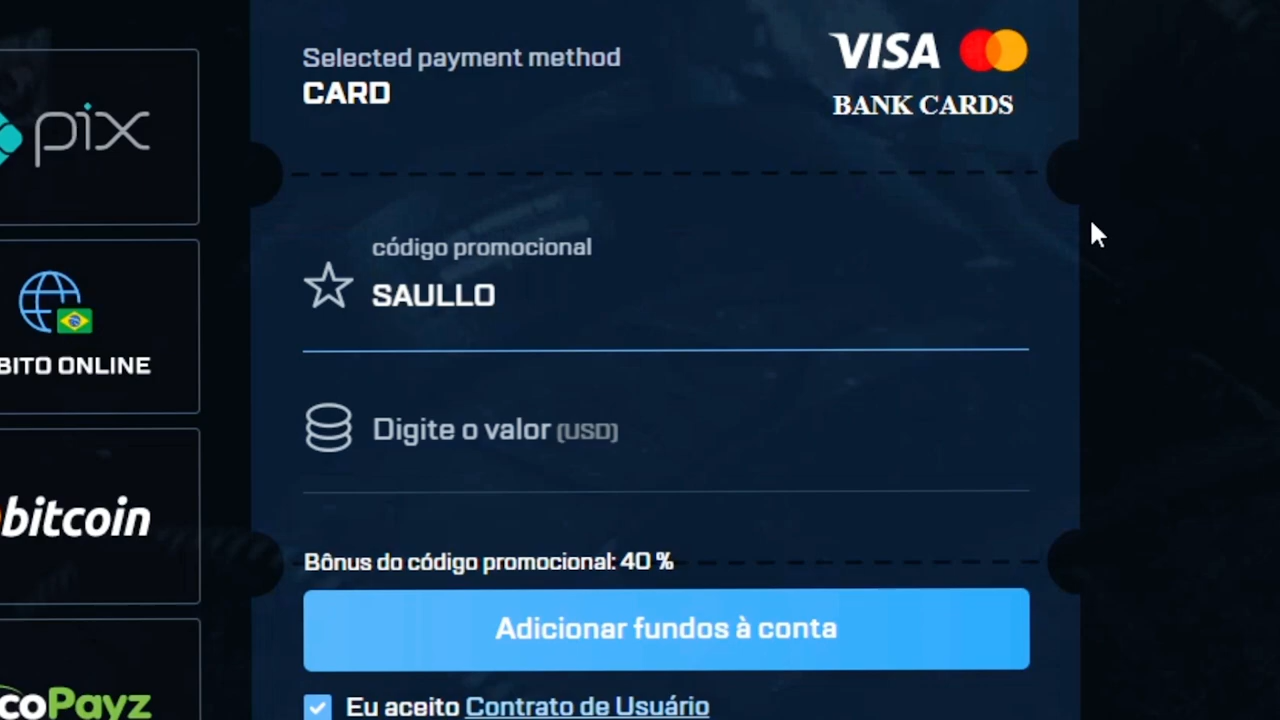 Selected payment method
CARD
VISA
BANK CARDS
pix
código promocional
SAULLO
BITO ONLINE
Digite o valor (USD)
bitcoin
Bônus do código promocional: 40 %
Adicionar fundos à conta
coPayz
Eu aceito Contrato de Usuário